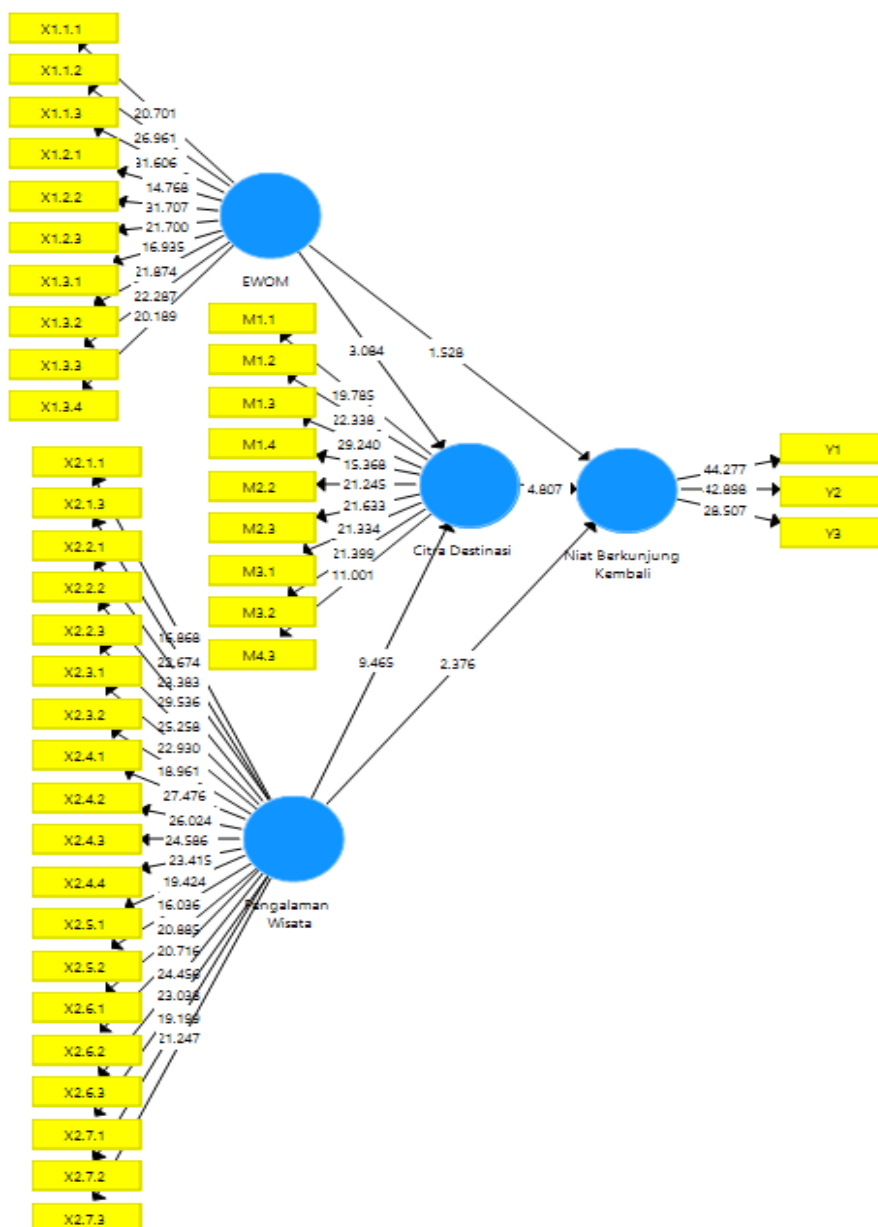 X1.1.1
X1.1.2
X1.1.3
X1.2.1
X1.2.2
X1.2.3
X1.3.1
X1.3.2
X1.3.3
X1.3.4
20.701
26.961
31.606
14.768
31.707
21.700
16.935
21.874
22.287
20.189
EWOM
M1.1
M1.2
M1.3
M1.4
M2.2
M2.3
M3.1
M3.2
M4.3
3.084
1.528
19.785
22.338
29.240
15.368
21.245
21.633
21.334
21.399
11.001
Citra Destinasi
4.807
Niat Berkunjung
Kembali
44.277
42.898
28.507
Y1
Y2
Y3
9.465
2.376
X2.1.1
X2.1.3
X2.2.1
X2.2.2
X2.2.3
X2.3.1
X2.3.2
X2.4.1
X2.4.2
X2.4.3
X2.4.4
X2.5.1
X2.5.2
X2.6.1
X2.6.2
X2.6.3
X2.7.1
X2.7.2
X2.7.3
23.383
29.536
25.258
22.930
18.961
27.476
26.024
24.586
23.415
19.424
16.036
20.885
20.716
24.456
23.038
19.199
21.247
Pengalaman
Wisata